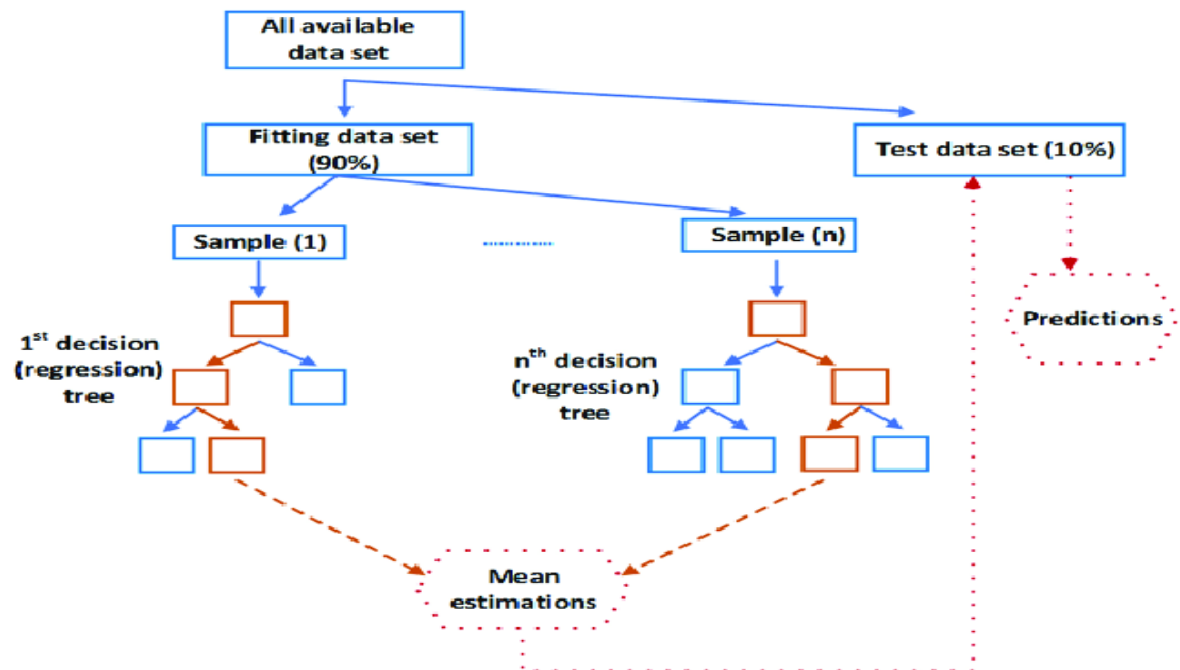 All available
data set
Fitting data set
(90%)
Test data set (10%)
Sample (1)
Sample (n)
1st decision
(regression)
tree
nth decision
(regression)
tree
Predictions
Mean
estimations